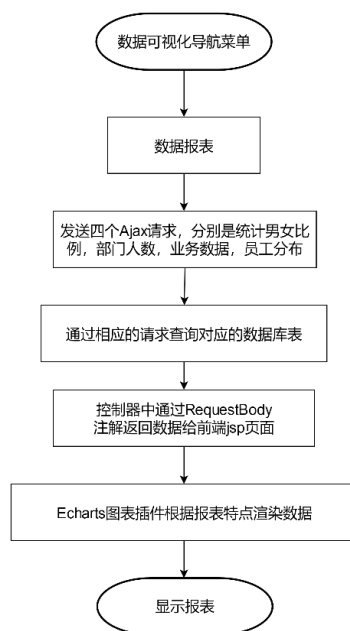 数据可视化导航菜单
数据报表
发送四个Ajax请求，分别是统计男女比
例，部门人数，业务数据，员工分布
通过相应的请求查询对应的数据库表
控制器中通过RequestBody
注解返回数据给前端jsp页面
Echarts图表插件根据报表特点渲染数据
显示报表